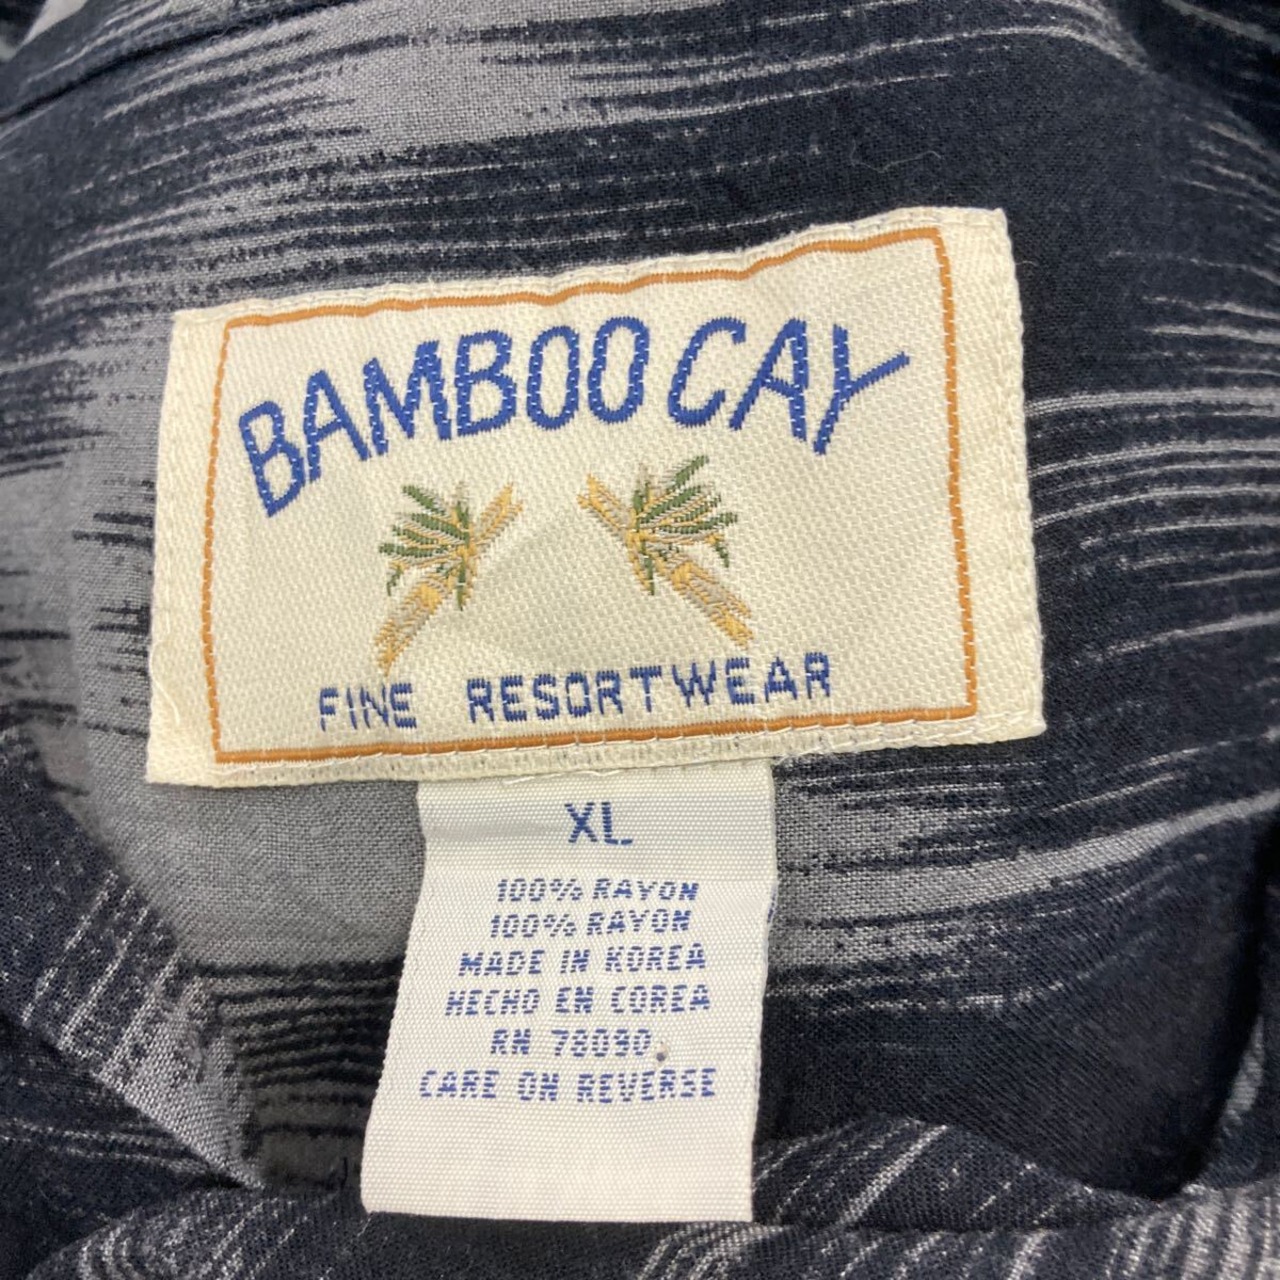 BAMBOO CAY
FINE RESORTWEAR
XL
100% RAYON
100% RAYON
MADE IN KOREA
HECHO EN COREA
RN 78090
CARE ON REVERSE